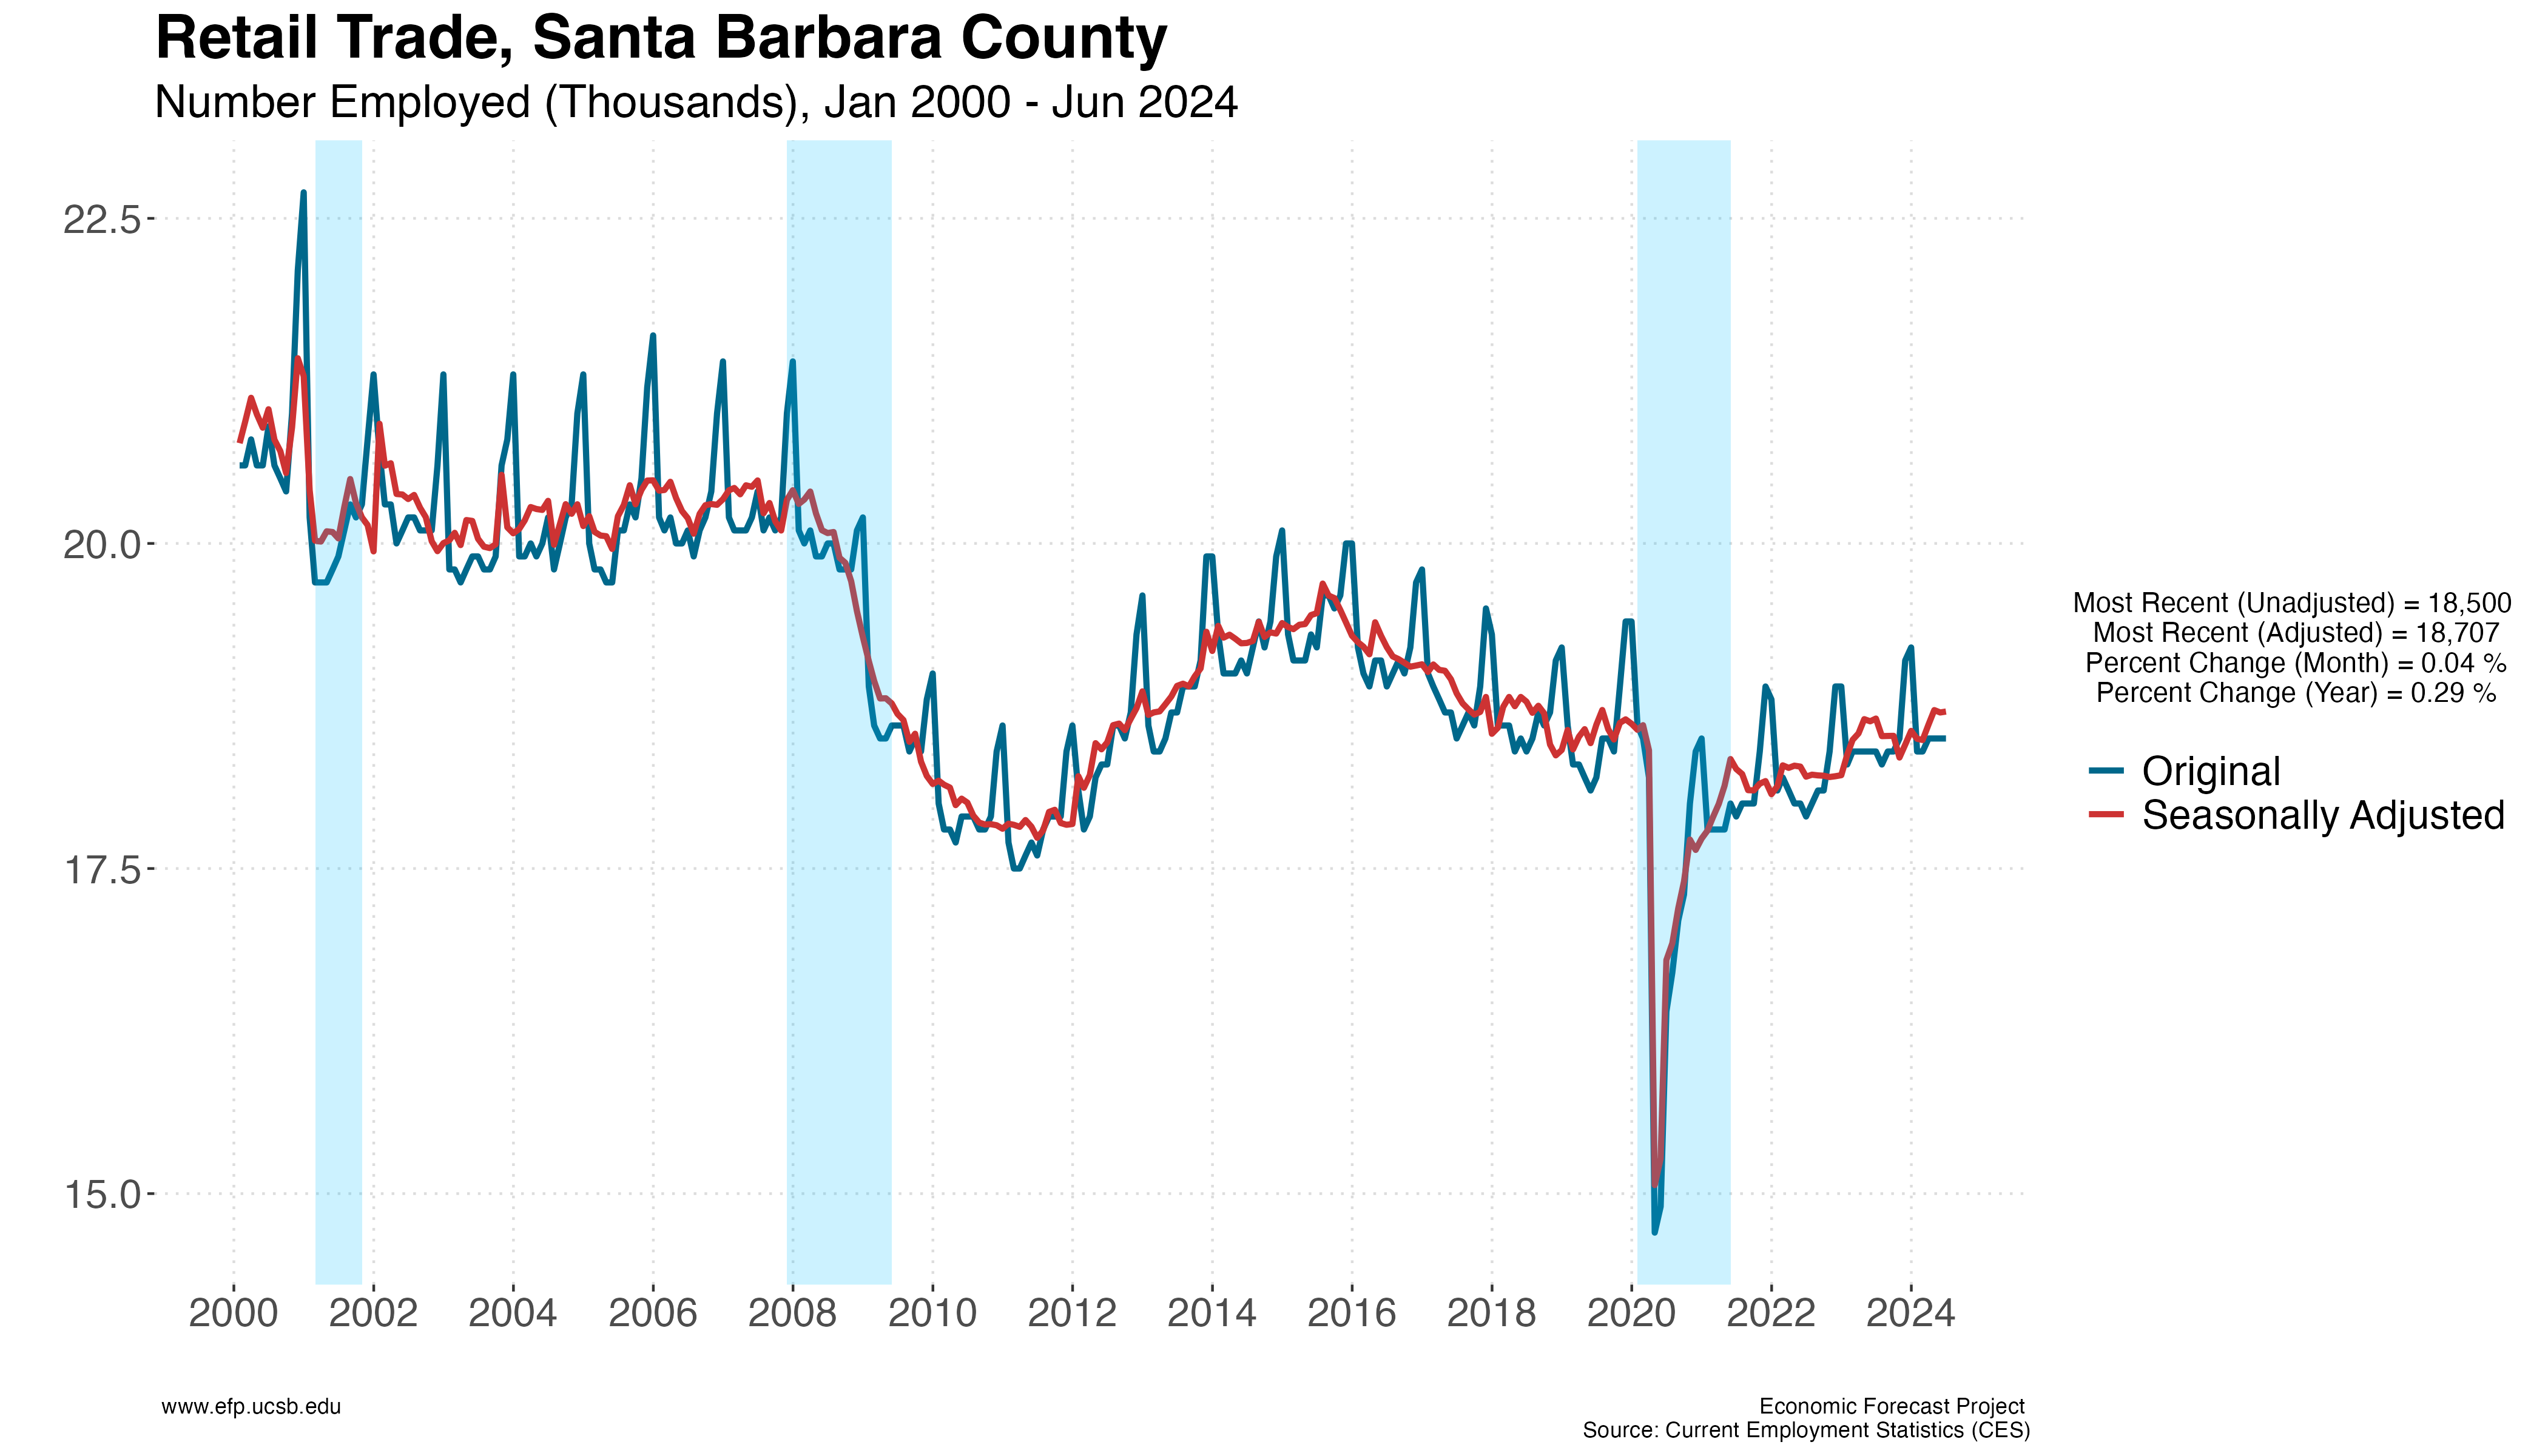 Retail Trade, Santa Barbara County
Number Employed (Thousands), Jan 2000 - Jun 2024
22.5
20.0
17.5
15.0
2000 2002 2004 2006 2008 2010 2012 2014 2016 2018 2020 2022 2024
Most Recent (Unadjusted) = 18,500
Most Recent (Adjusted) = 18,707
Percent Change (Month) = 0.04 %
Percent Change (Year) = 0.29 %
Original
Seasonally Adjusted
www.efp.ucsb.edu
Economic Forecast Project
Source: Current Employment Statistics (CES)